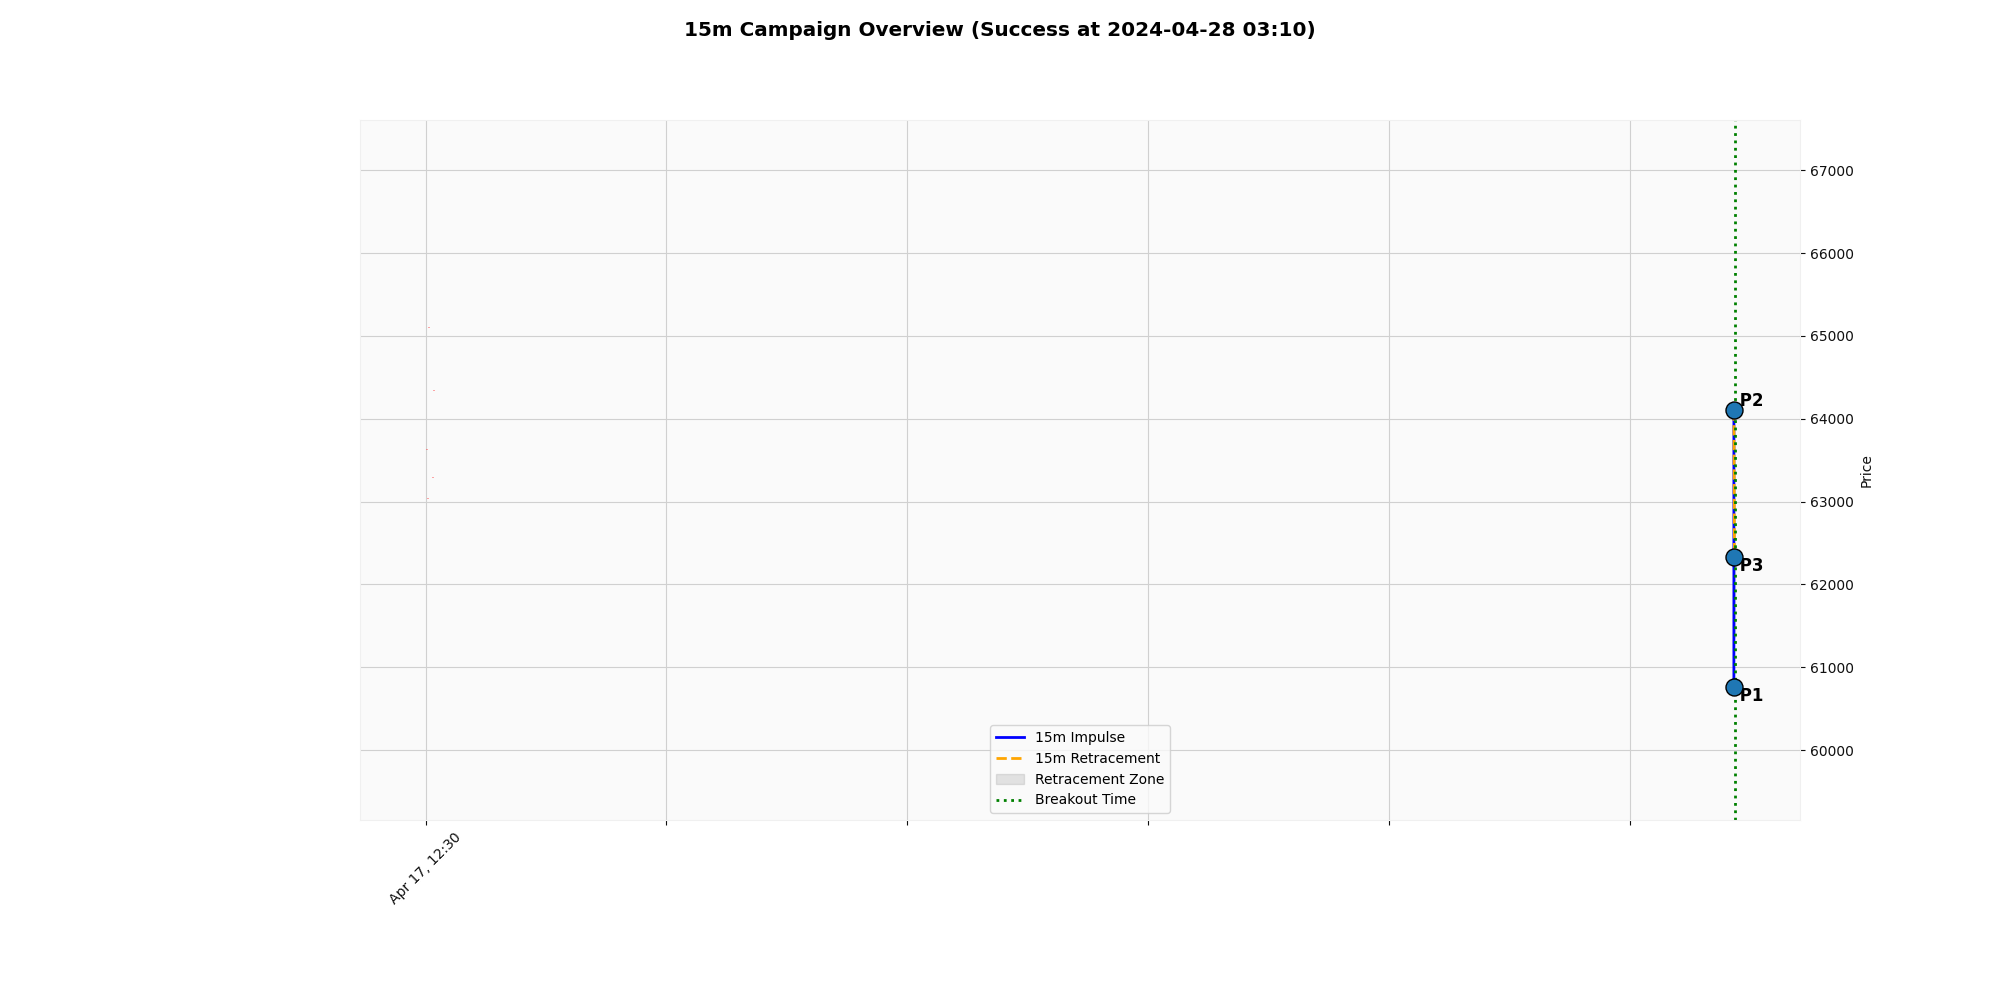 15m Campaign Overview (Success at 2024-04-28 03:10)
67000
66000
65000
64000
63000
62000
61000
60000
Price
P2
P3
P1
15m Impulse
15m Retracement
Retracement Zone
Breakout Time
Apr 17, 12:30